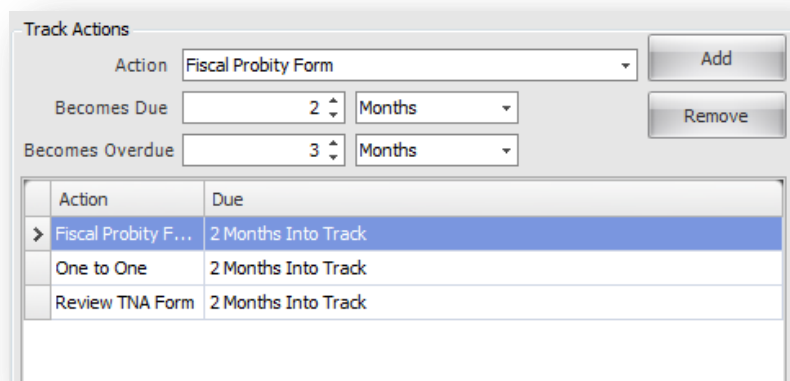 Track Actions
Action Fiscal Probity Form Add
Becomes Due 2 Months Remove
Becomes Overdue 3 Months
Action Due
Fiscal Probity F... 2 Months Into Track
One to One 2 Months Into Track
Review TNA Form 2 Months Into Track